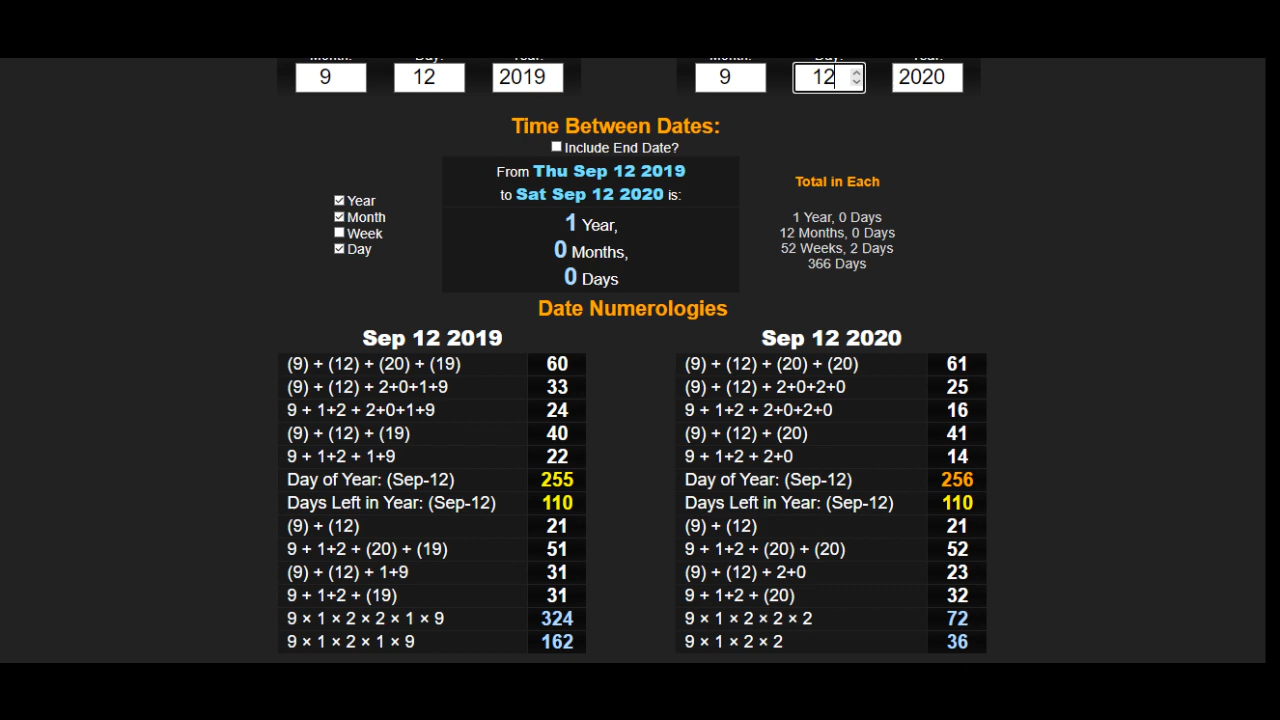 Month: Day: Year: Month: Day: Year:
9 12 2019 9 12 2020
Time Between Dates:
Include End Date?
From Thu Sep 12 2019
to Sat Sep 12 2020 is:
1 Year,
0 Months,
0 Days
Year
Month
Week
Day
Total in Each
1 Year, 0 Days
12 Months, 0 Days
52 Weeks, 2 Days
366 Days
Date Numerologies
Sep 12 2019
(9) + (12) + (20) + (19) 60
(9) + (12) + 2+0+1+9 33
9 + 1+2 + 2+0+1+9 24
(9) + (12) + (19) 40
9 + 1+2 + 1+9 22
Day of Year: (Sep-12) 255
Days Left in Year: (Sep-12) 110
(9) + (12) 21
9 + 1+2 + (20) + (19) 51
(9) + (12) + 1+9 31
9 + 1+2 + (19) 31
9 × 1 × 2 × 2 × 1 × 9 324
9 × 1 × 2 × 1 × 9 162
Sep 12 2020
(9) + (12) + (20) + (20) 61
(9) + (12) + 2+0+2+0 25
9 + 1+2 + 2+0+2+0 16
(9) + (12) + (20) 41
9 + 1+2 + 2+0 14
Day of Year: (Sep-12) 256
Days Left in Year: (Sep-12) 110
(9) + (12) 21
9 + 1+2 + (20) + (20) 52
(9) + (12) + 2+0 23
9 + 1+2 + (20) 32
9 × 1 × 2 × 2 × 2 72
9 × 1 × 2 × 2 36